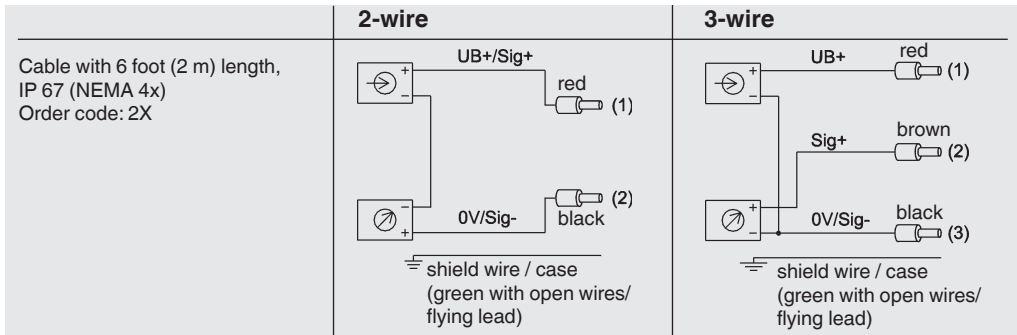 2-wire
3-wire
Cable with 6 foot (2 m) length,
IP 67 (NEMA 4x)
Order code: 2X
UB+/Sig+
+
−
red
(1)
−
+
(2)
0V/Sig-
black
shield wire / case
(green with open wires/
flying lead)
UB+
red
(1)
+
−
Sig+
brown
(2)
+
−
0V/Sig-
black
(3)
shield wire / case
(green with open wires/
flying lead)